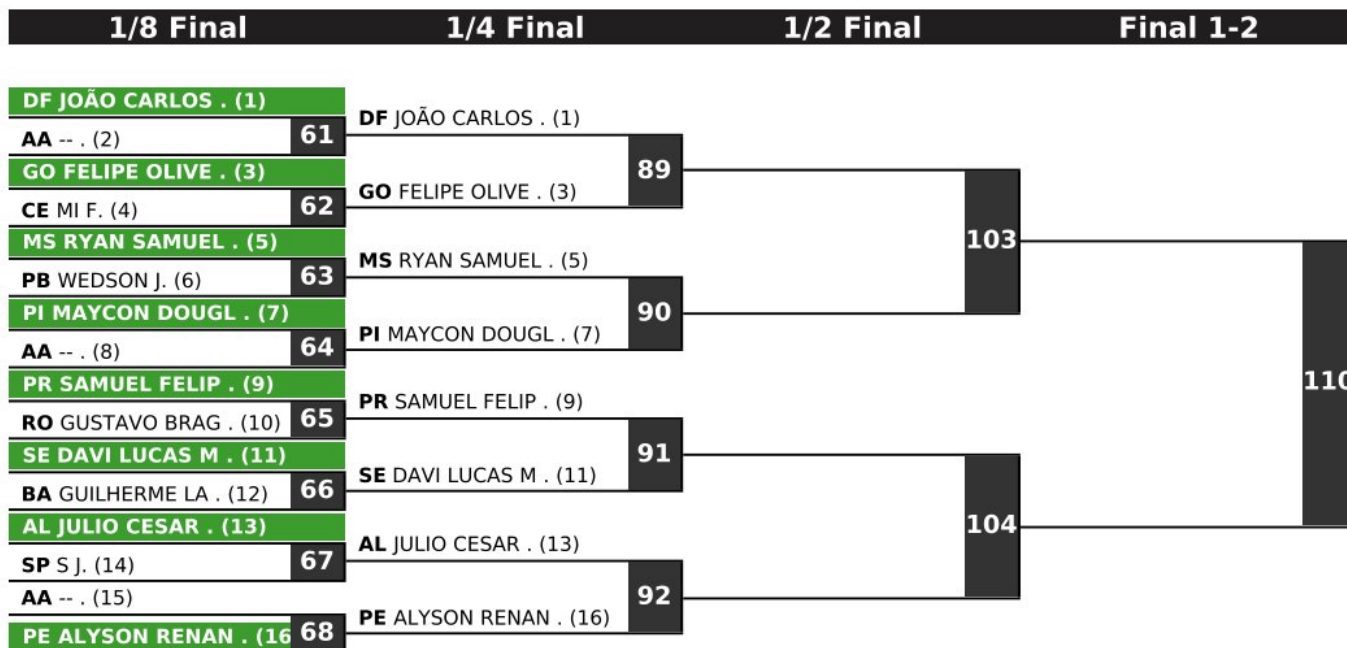 1/8 Final
1/4 Final
1/2 Final
Final 1-2
DF JOÃO CARLOS . (1)
AA -- . (2)
61
GO FELIPE OLIVE . (3)
CE MI F. (4)
62
MS RYAN SAMUEL . (5)
PB WEDSON J. (6)
63
PI MAYCON DOUGL . (7)
AA -- . (8)
64
PR SAMUEL FELIP . (9)
RO GUSTAVO BRAG . (10)
65
SE DAVI LUCAS M . (11)
BA GUILHERME LA . (12)
66
AL JULIO CESAR . (13)
SP S J. (14)
67
AA -- . (15)
PE ALYSON RENAN . (16
68
DF JOÃO CARLOS . (1)
89
GO FELIPE OLIVE . (3)
MS RYAN SAMUEL . (5)
90
PI MAYCON DOUGL . (7)
PR SAMUEL FELIP . (9)
91
SE DAVI LUCAS M . (11)
AL JULIO CESAR . (13)
92
PE ALYSON RENAN . (16)
103
104
110